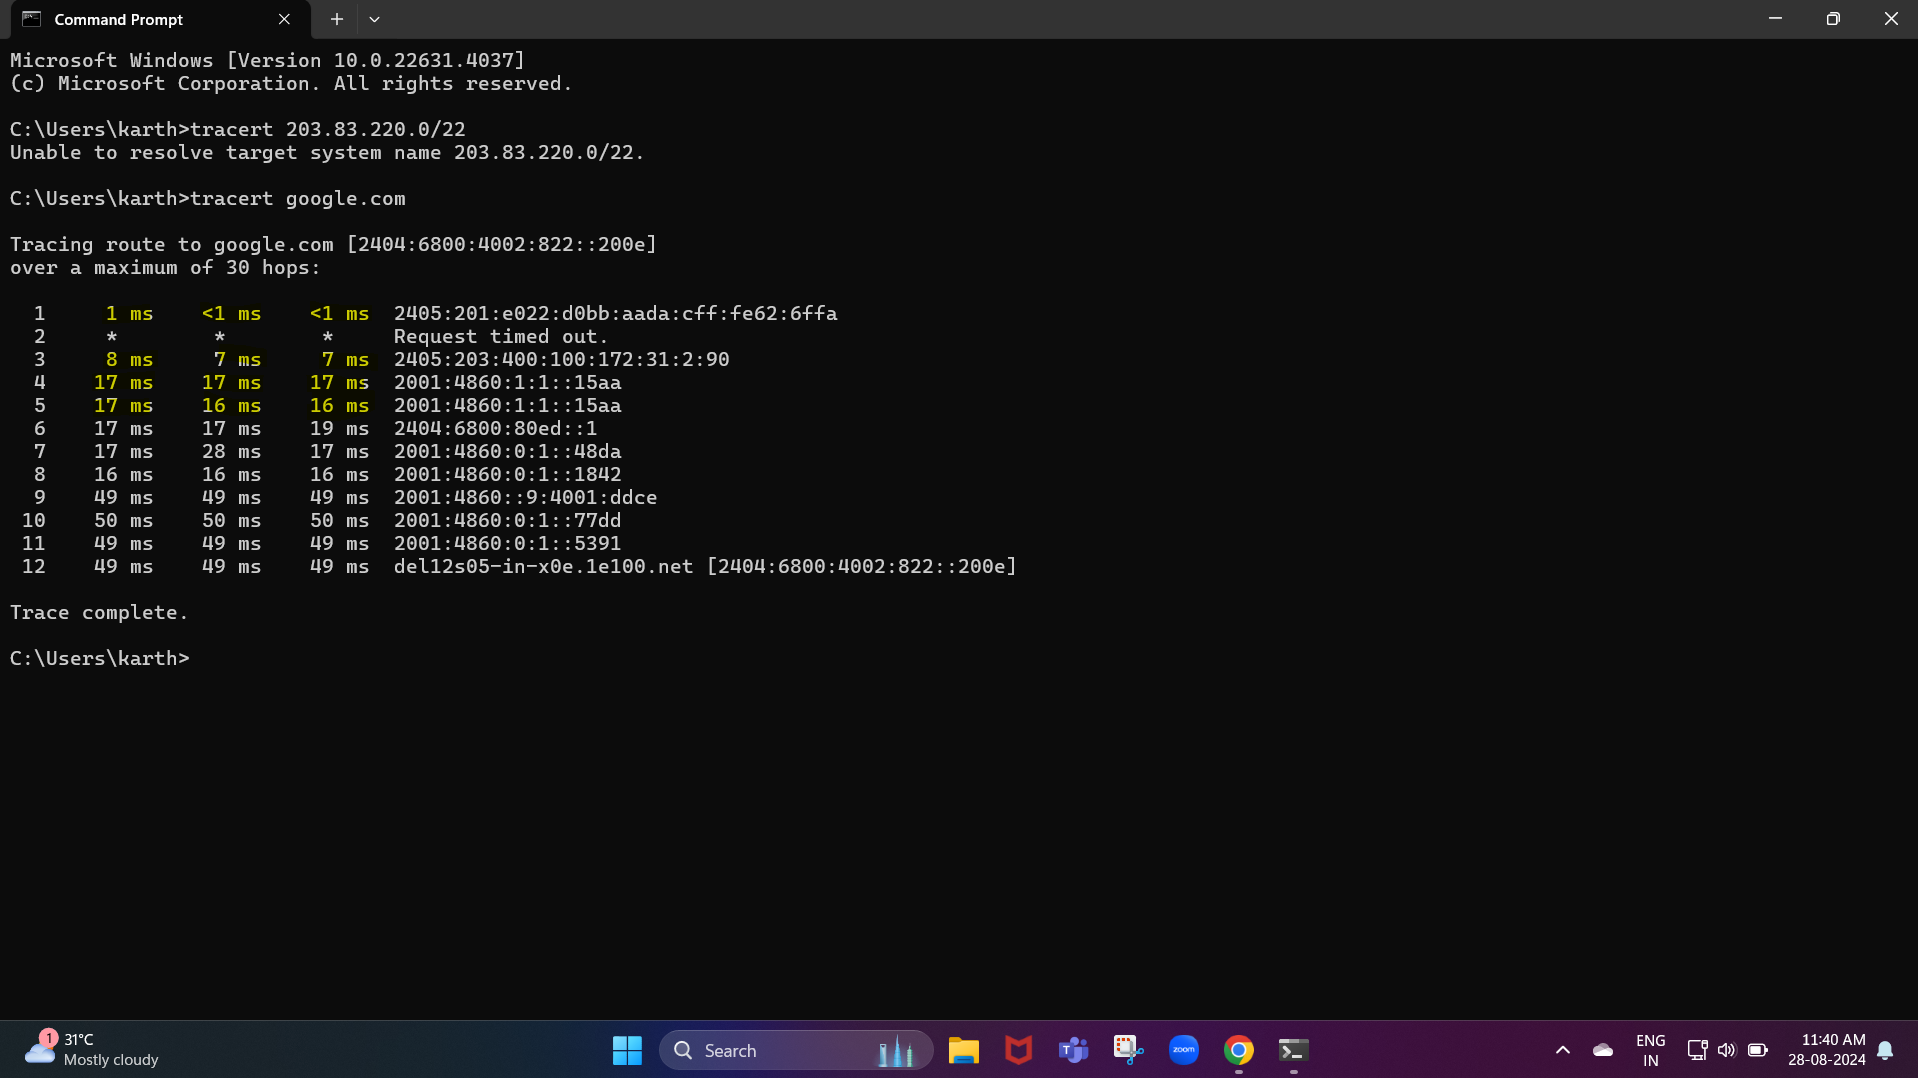 Command Prompt
Microsoft Windows [Version 10.0.22631.4037]
(c) Microsoft Corporation. All rights reserved.
C:\Users\karth>tracert 203.83.220.0/22
Unable to resolve target system name 203.83.220.0/22.
C:\Users\karth>tracert google.com
Tracing route to google.com [2404:6800:4002:822::200e]
over a maximum of 30 hops:
1 1 ms <1 ms <1 ms 2405:201:e022:d0bb:aada:cff:fe62:6ffa
2 * * * Request timed out.
3 8 ms 7 ms 7 ms 2405:203:400:100:172:31:2:90
4 17 ms 17 ms 17 ms 2001:4860:1:1::15aa
5 17 ms 16 ms 16 ms 2001:4860:1:1::15aa
6 17 ms 17 ms 19 ms 2404:6800:80ed::1
7 17 ms 28 ms 17 ms 2001:4860:0:1::48da
8 16 ms 16 ms 16 ms 2001:4860:0:1::1842
9 49 ms 49 ms 49 ms 2001:4860::9:4001:ddce
10 50 ms 50 ms 50 ms 2001:4860:0:1::77dd
11 49 ms 49 ms 49 ms 2001:4860:0:1::5391
12 49 ms 49 ms 49 ms del12s05-in-x0e.1e100.net [2404:6800:4002:822::200e]
Trace complete.
C:\Users\karth>
1
31°C
Mostly cloudy
Search
T
zoom
ENG
IN
11:40 AM
28-08-2024